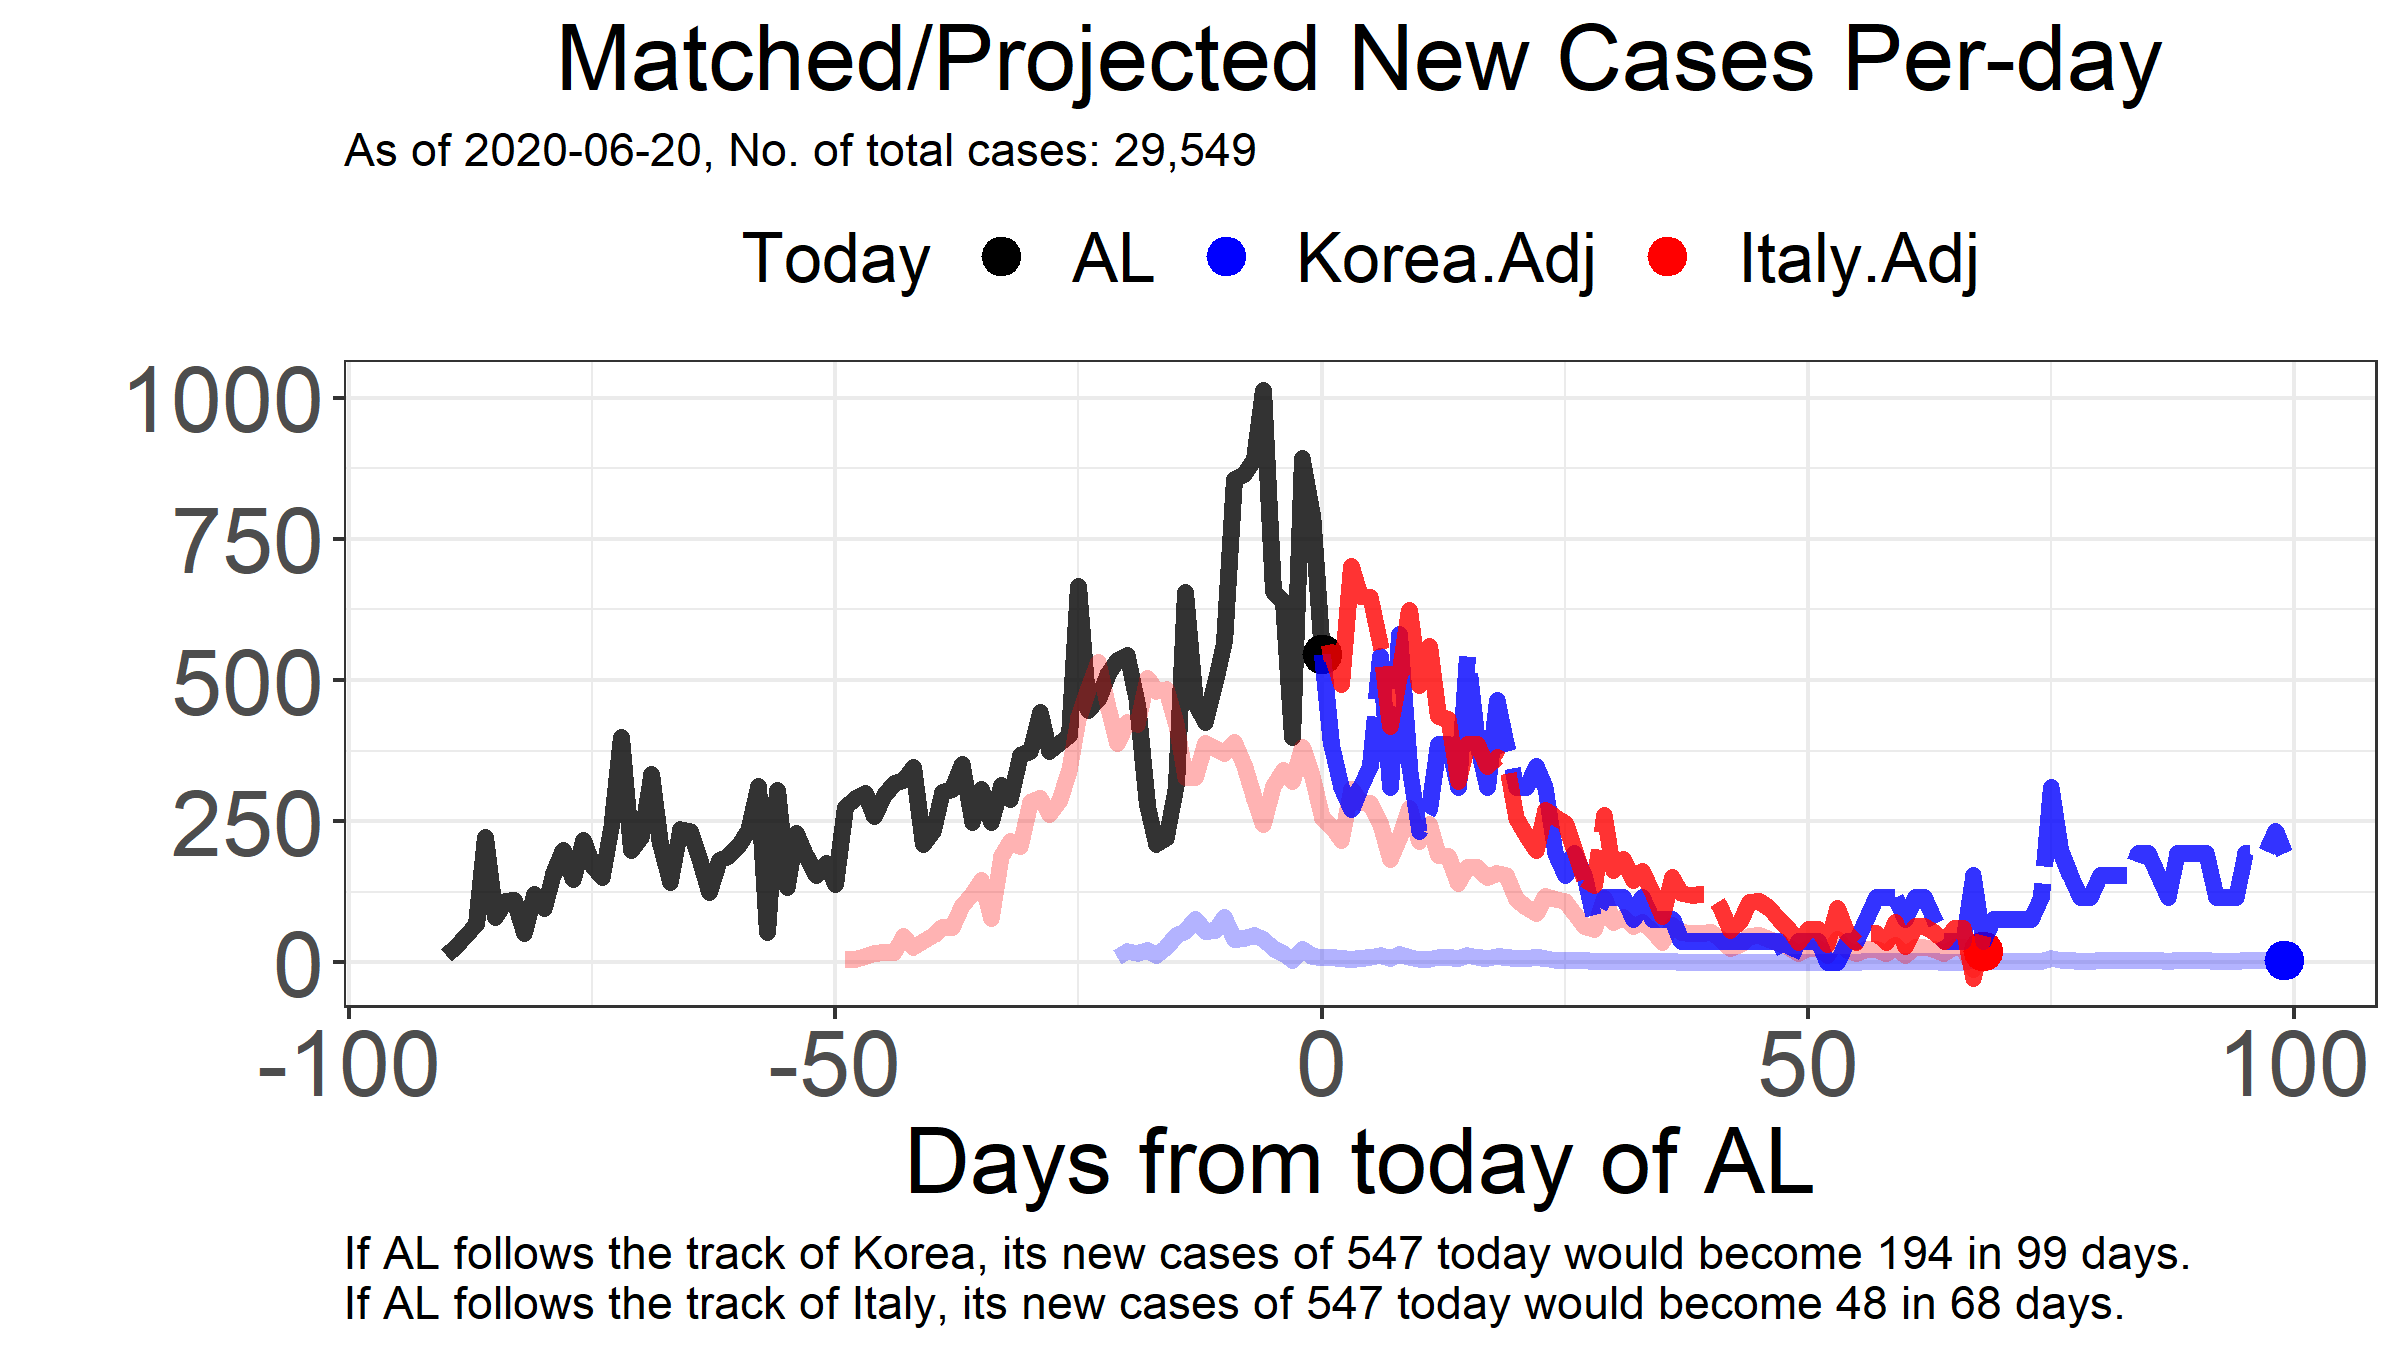 Matched/Projected New Cases Per-day
As of 2020-06-20, No. of total cases: 29,549
Today AL Korea.Adj Italy.Adj
1000
750
500
250
0
-100 -50 0 50 100
Days from today of AL
If AL follows the track of Korea, its new cases of 547 today would become 194 in 99 days.
If AL follows the track of Italy, its new cases of 547 today would become 48 in 68 days.